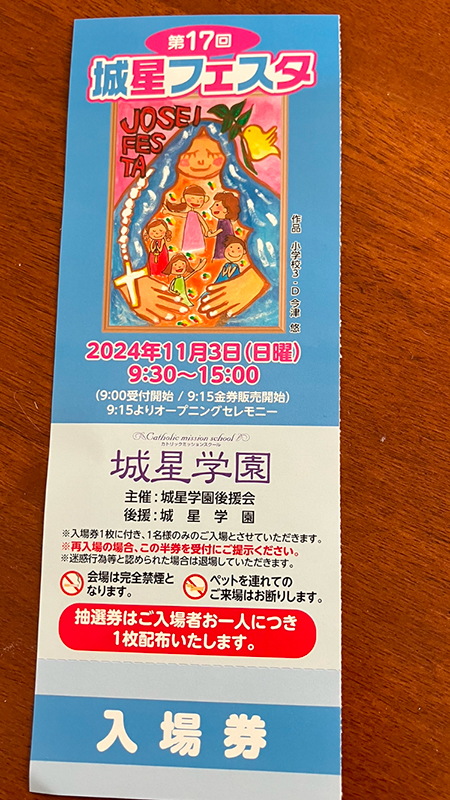 第17回
城星フェスタ
JOSEI
FES
TA
作品 小学校3-D 今津 悠
2024年11月3日(日曜)
9:30〜15:00
(9:00受付開始 / 9:15金券販売開始)
9:15よりオープニングセレモニー
Catholic mission school
カトリックミッションスクール
城星学園
主催:城星学園後援会
後援:城 星 学 園
※入場券1枚に付き、1名様のみのご入場とさせていただきます。
※再入場の場合、この半券を受付にご提示ください。
※迷惑行為等と認められた場合は退場していただきます。
会場は完全禁煙と
なります。
ペットを連れての
ご来場はお断りします。
抽選券はご入場者お一人につき
1枚配布いたします。
入場券